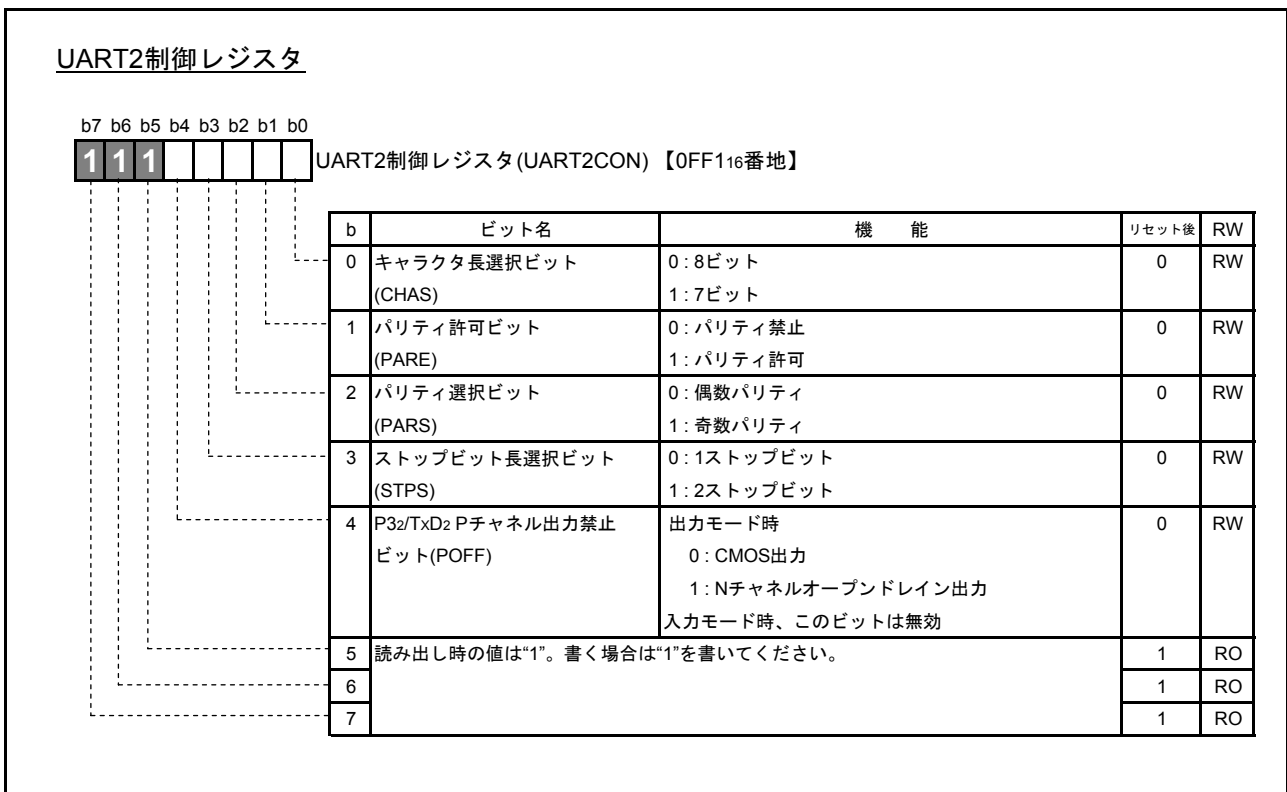 UART2制御レジスタ
b7 b6 b5 b4 b3 b2 b1 b0
1 1 1
UART2制御レジスタ(UART2CON) 【0FF116番地】
b ビット名 機 能 リセット後 RW
0 キャラクタ長選択ビット 0 : 8ビット 0 RW
(CHAS) 1 : 7ビット
1 パリティ許可ビット 0 : パリティ禁止 0 RW
(PARE) 1 : パリティ許可
2 パリティ選択ビット 0 : 偶数パリティ 0 RW
(PARS) 1 : 奇数パリティ
3 ストップビット長選択ビット 0 : 1ストップビット 0 RW
(STPS) 1 : 2ストップビット
4 P32/TxD2 Pチャネル出力禁止 出力モード時 0 RW
ビット(POFF) 0 : CMOS出力
1 : Nチャネルオープンドレイン出力
入力モード時、このビットは無効
5 読み出し時の値は“1”。書く場合は“1”を書いてください。 1 RO
6 1 RO
7 1 RO